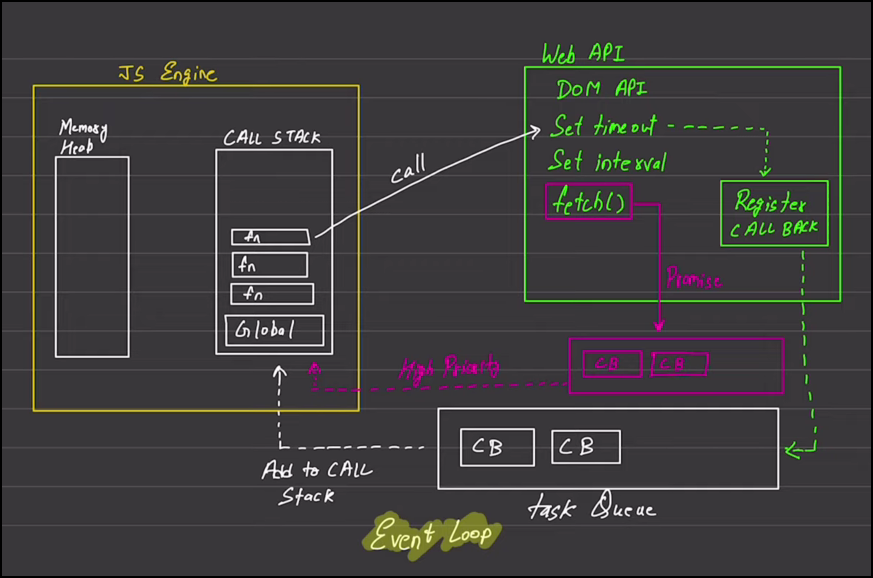 JS Engine
Memory
Heab
CALL STACK
fn
fn
fn
Global
call
Web API
DOM API
Set timeout
Set interval
fetch()
Register
CALL BACK
Promise
CB
CB
High Priority
CB
CB
Add to CALL
Stack
task Queue
Event Loop